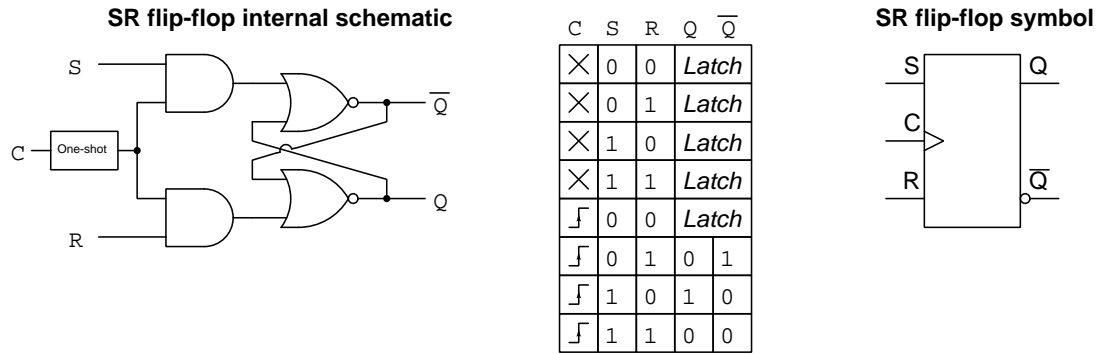 SR flip-flop internal schematic
S
C
One-shot
R
Q̅
Q
C S R Q Q̅
X 0 0 Latch
X 0 1 Latch
X 1 0 Latch
X 1 1 Latch
0 0 Latch
0 1 0 1
1 0 1 0
1 1 0 0
SR flip-flop symbol
S Q
C
R Q̅